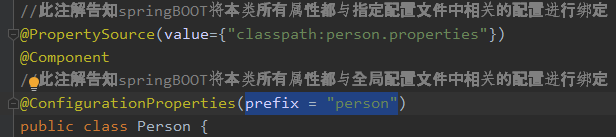 //此注解告知springBOOT将本类所有属性都与指定配置文件中相关的配置进行绑定
@PropertySource(value={"classpath:person.properties"})
@Component
//此注解告知springBOOT将本类所有属性都与全局配置文件中相关的配置进行绑定
@ConfigurationProperties(prefix = "person")
public class Person {